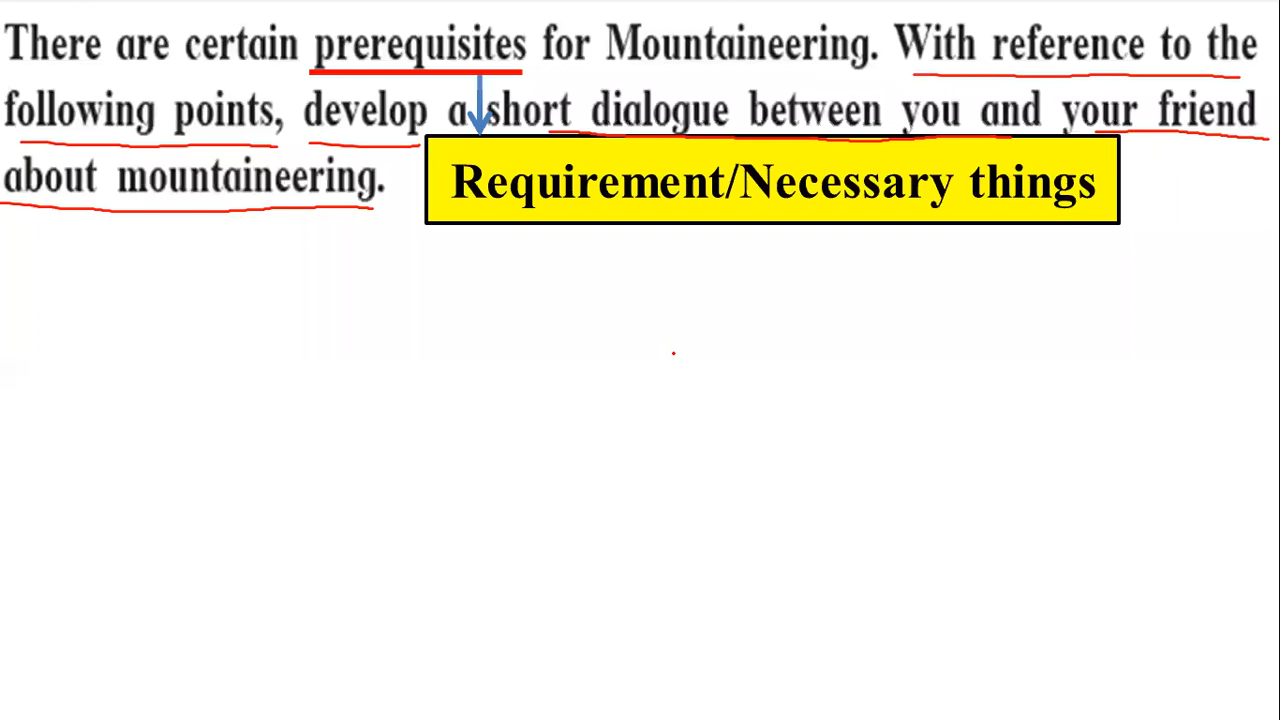 There are certain prerequisites for Mountaineering. With reference to the
following points, develop a short dialogue between you and your friend
about mountaineering.
Requirement/Necessary things